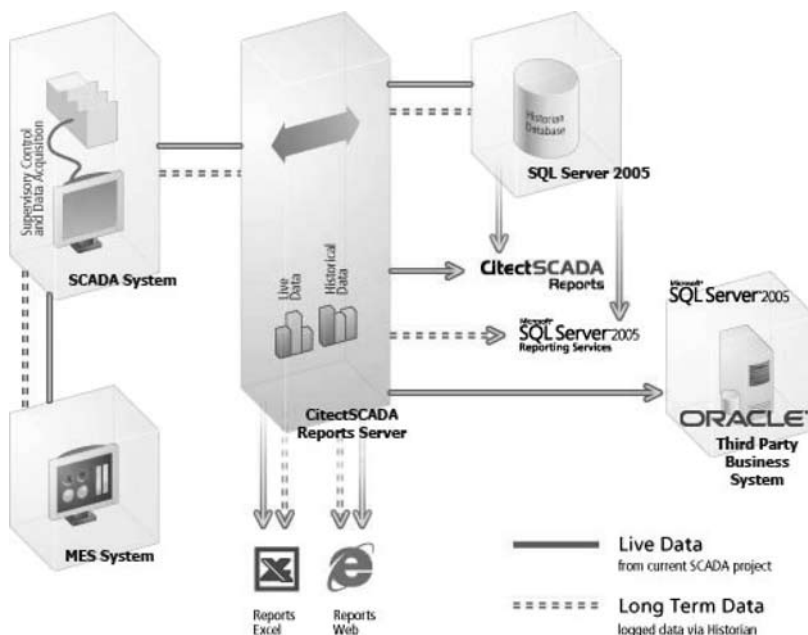 Supervisory Control
and Data Acquisition
SCADA System
MES System
Live
Data
Historical
Data
CitectSCADA
Reports Server
Historian
Database
SQL Server 2005
CitectSCADA
Reports
Microsoft
SQL Server 2005
Reporting Services
Microsoft
SQL Server 2005
ORACLE
Third Party
Business
System
Reports
Excel
Reports
Web
Live Data
from current SCADA project
Long Term Data
logged data via Historian